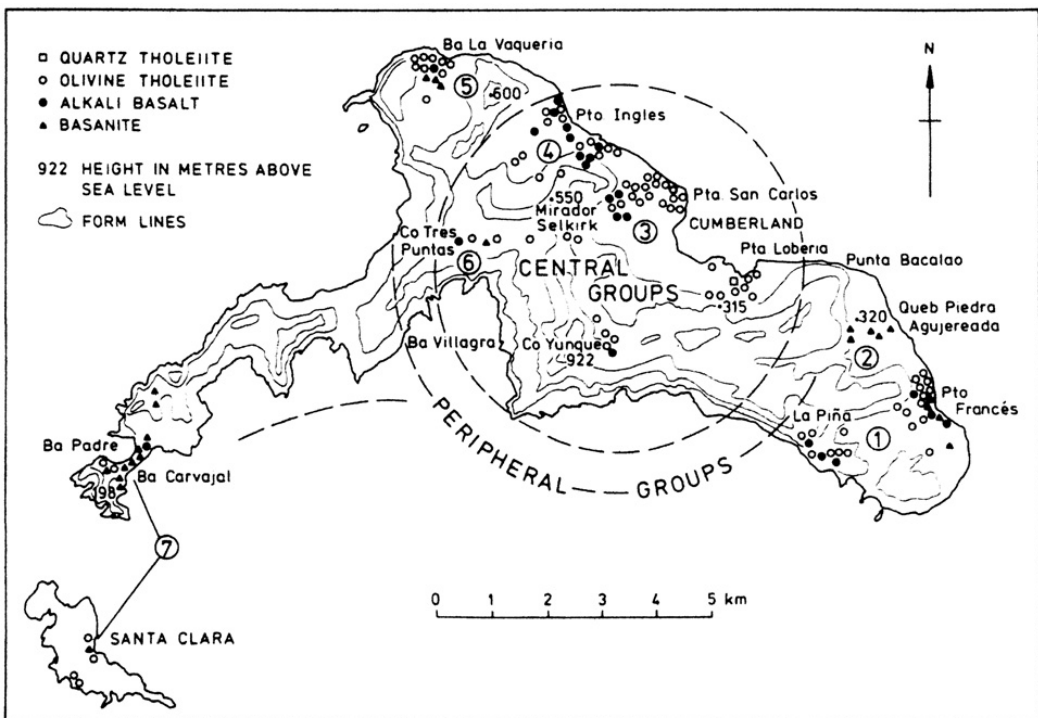 QUARTZ THOLEIITE
OLIVINE THOLEIITE
ALKALI BASALT
BASANITE
922 HEIGHT IN METRES ABOVE
SEA LEVEL
FORM LINES
Ba La Vaqueria
N
5
600
Pto Ingles
4
550
Mirador
Selkirk
Pta San Carlos
3
CUMBERLAND
Co Tres
Puntas
6
CENTRAL
GROUPS
Pta Loberia
Punta Bacalao
315
320
Queb Piedra
Agujereada
2
Ba Villagra
Co Yunque
922
Pto
Francés
La Piña
1
PERIPHERAL GROUPS
Ba Padre
Ba Carvajal
98
7
0 1 2 3 4 5 km
SANTA CLARA